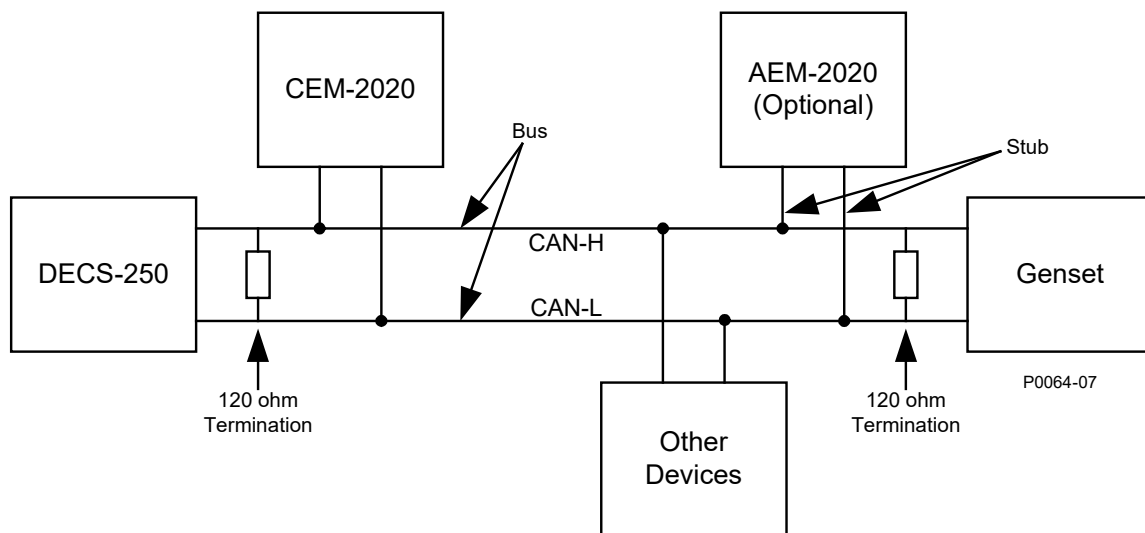 CEM-2020
AEM-2020
(Optional)
Bus
Stub
DECS-250
CAN-H
CAN-L
Genset
P0064-07
120 ohm
Termination
120 ohm
Termination
Other
Devices